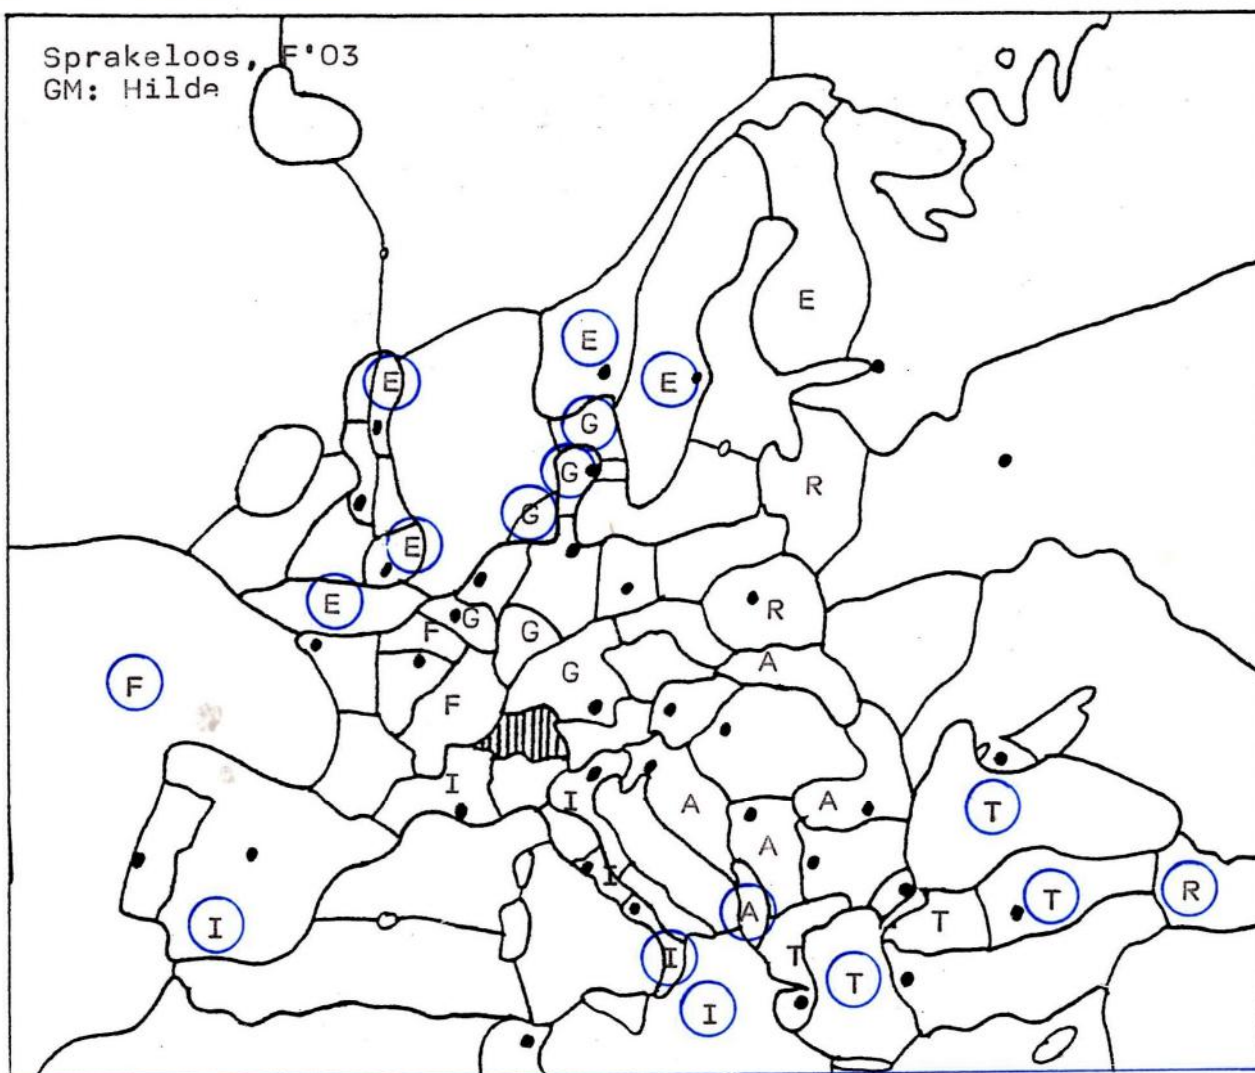 Sprakeloos, F'03
GM: Hilde
E
E
E E
G
G
R
G
E
E
R
F G G
A
G
F
F
I
I A A T
A
I
T R
A T
I
I T
T
I